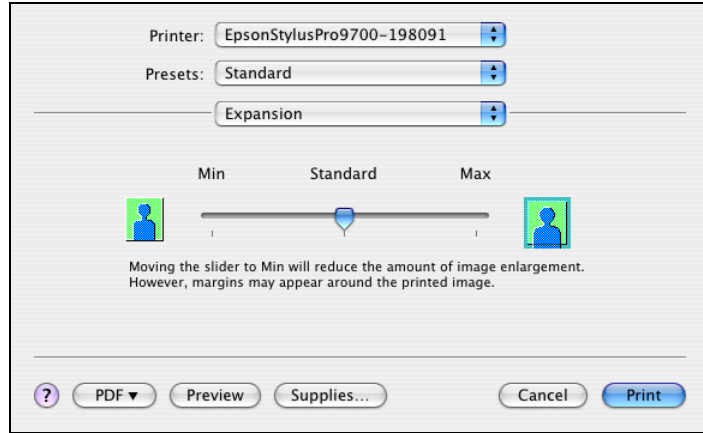 Printer: EpsonStylusPro9700-198091
Presets: Standard
Expansion
Min Standard Max
Moving the slider to Min will reduce the amount of image enlargement.
However, margins may appear around the printed image.
? PDF ▼ Preview Supplies... Cancel Print